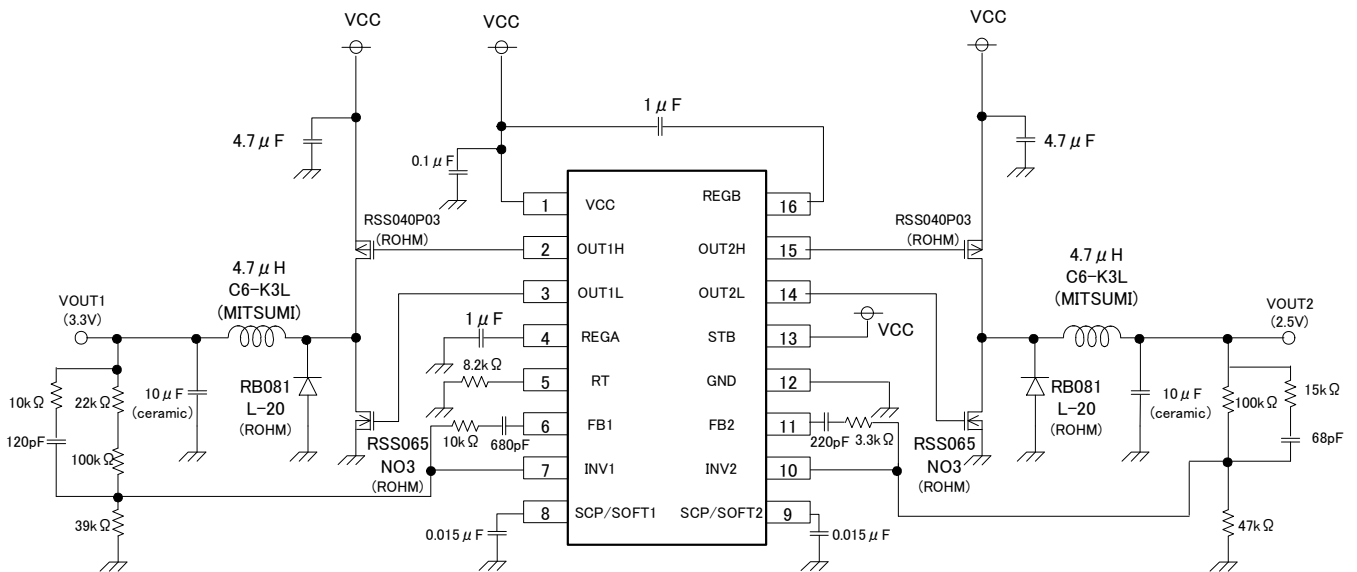 VCC
VCC
VCC
4.7μF
1μF
0.1μF
4.7μF
1
VCC
REGB
16
RSS040P03
(ROHM)
2
OUT1H
OUT2H
15
RSS040P03
(ROHM)
3
OUT1L
OUT2L
14
4
REGA
STB
13
VCC
5
RT
GND
12
6
FB1
FB2
11
7
INV1
INV2
10
8
SCP/SOFT1
SCP/SOFT2
9
4.7μH
C6-K3L
(MITSUMI)
VOUT1
(3.3V)
1μF
8.2kΩ
10kΩ
680pF
10kΩ
22kΩ
120pF
100kΩ
39kΩ
10μF
(ceramic)
RB081
L-20
(ROHM)
RSS065
NO3
(ROHM)
0.015μF
4.7μH
C6-K3L
(MITSUMI)
VOUT2
(2.5V)
220pF
3.3kΩ
RSS065
NO3
(ROHM)
RB081
L-20
(ROHM)
10μF
(ceramic)
100kΩ
15kΩ
68pF
47kΩ
0.015μF